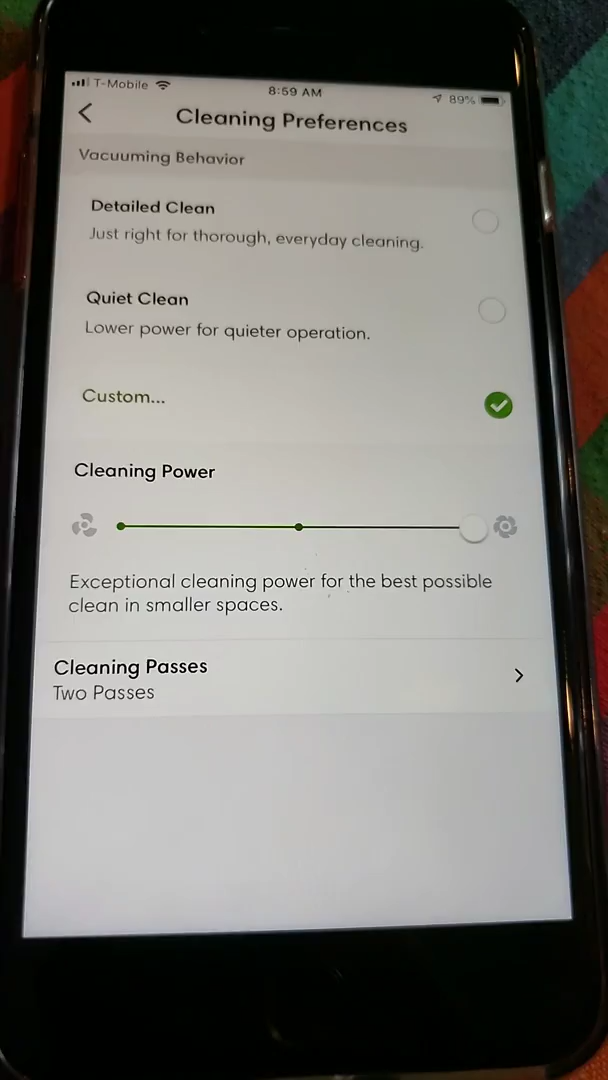 T-Mobile
8:59 AM
89%
Cleaning Preferences
Vacuuming Behavior
Detailed Clean
Just right for thorough, everyday cleaning.
Quiet Clean
Lower power for quieter operation.
Custom...
Cleaning Power
Exceptional cleaning power for the best possible
clean in smaller spaces.
Cleaning Passes
Two Passes